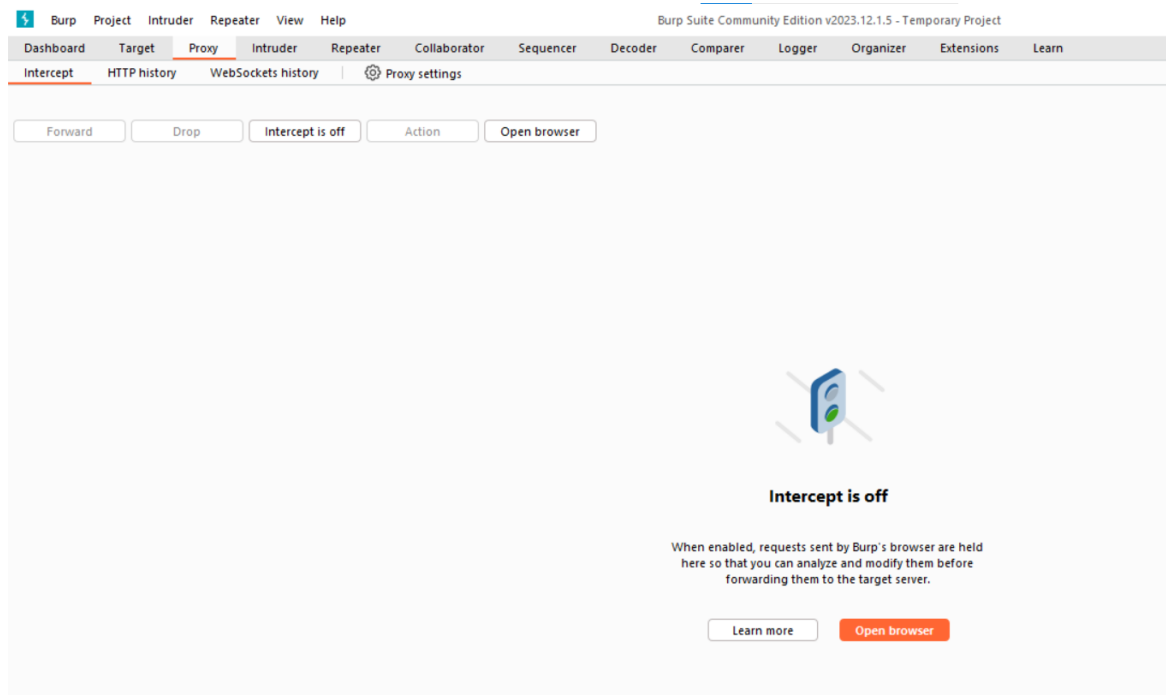 Burp Project Intruder Repeater View Help Burp Suite Community Edition v2023.12.1.5 - Temporary Project
Dashboard Target Proxy Intruder Repeater Collaborator Sequencer Decoder Comparer Logger Organizer Extensions Learn
Intercept HTTP history WebSockets history Proxy settings
Forward Drop Intercept is off Action Open browser
Intercept is off
When enabled, requests sent by Burp's browser are held
here so that you can analyze and modify them before
forwarding them to the target server.
Learn more Open browser